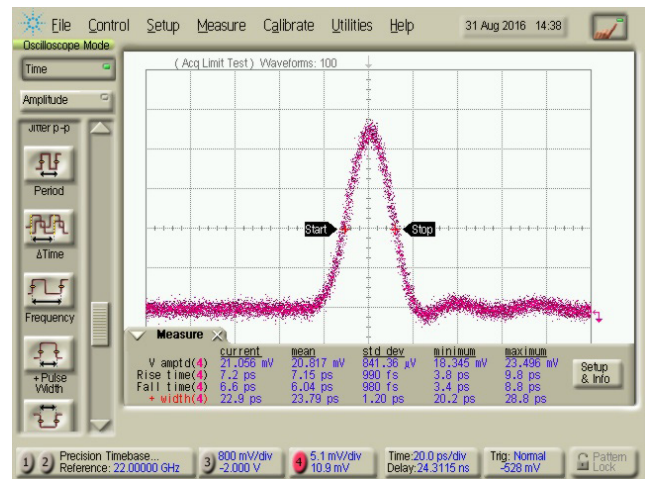 File Control Setup Measure Calibrate Utilities Help 31 Aug 2016 14:38
Oscilloscope Mode
Time
( Acq Limit Test ) Waveforms: 100
Amplitude
Jitter p-p
Period
ΔTime
Frequency
+ Pulse
Width
Start
Stop
Measure
current mean std dev minimum maximum
V amptd(4) 21.056 mV 20.817 mV 841.36 µV 18.345 mV 23.496 mV
Rise time(4) 7.2 ps 7.15 ps 990 fs 3.8 ps 9.8 ps
Fall time(4) 6.6 ps 6.04 ps 980 fs 3.4 ps 8.8 ps
+ width(4) 22.9 ps 23.79 ps 1.20 ps 20.2 ps 28.8 ps
Setup
& Info
1 2 Precision Timebase...
Reference: 22.00000 GHz
3 800 mV/div
-2.000 V
4 5.1 mV/div
10.9 mV
Time:20.0 ps/div
Delay:24.3115 ns
Trig: Normal
-528 mV
Pattern
Lock